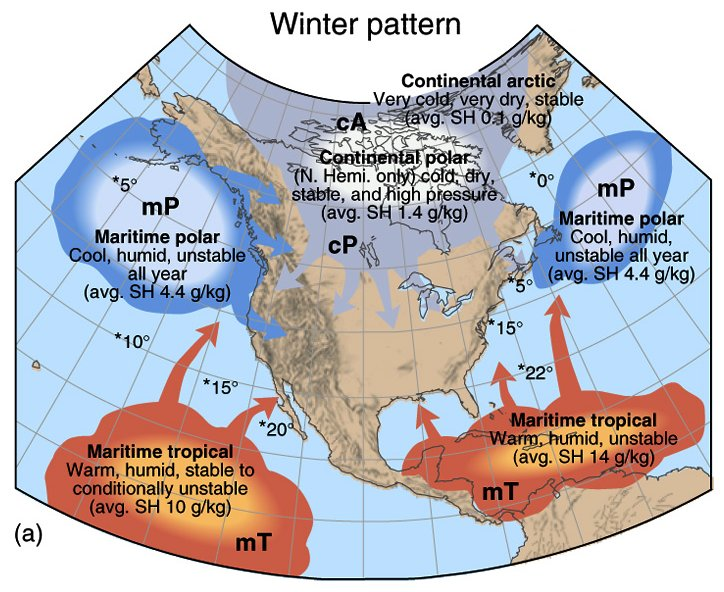 Winter pattern
Continental arctic
Very cold, very dry, stable
(avg. SH 0.1 g/kg)
cA
Continental polar
(N. Hemi. only) cold, dry,
stable, and high pressure
(avg. SH 1.4 g/kg)
cP
*5°
mP
Maritime polar
Cool, humid, unstable
all year
(avg. SH 4.4 g/kg)
*0°
mP
Maritime polar
Cool, humid,
unstable all year
(avg. SH 4.4 g/kg)
*5°
*10°
*15°
*15°
*22°
*20°
Maritime tropical
Warm, humid, stable to
conditionally unstable
(avg. SH 10 g/kg)
mT
Maritime tropical
Warm, humid, unstable
(avg. SH 14 g/kg)
mT
(a)